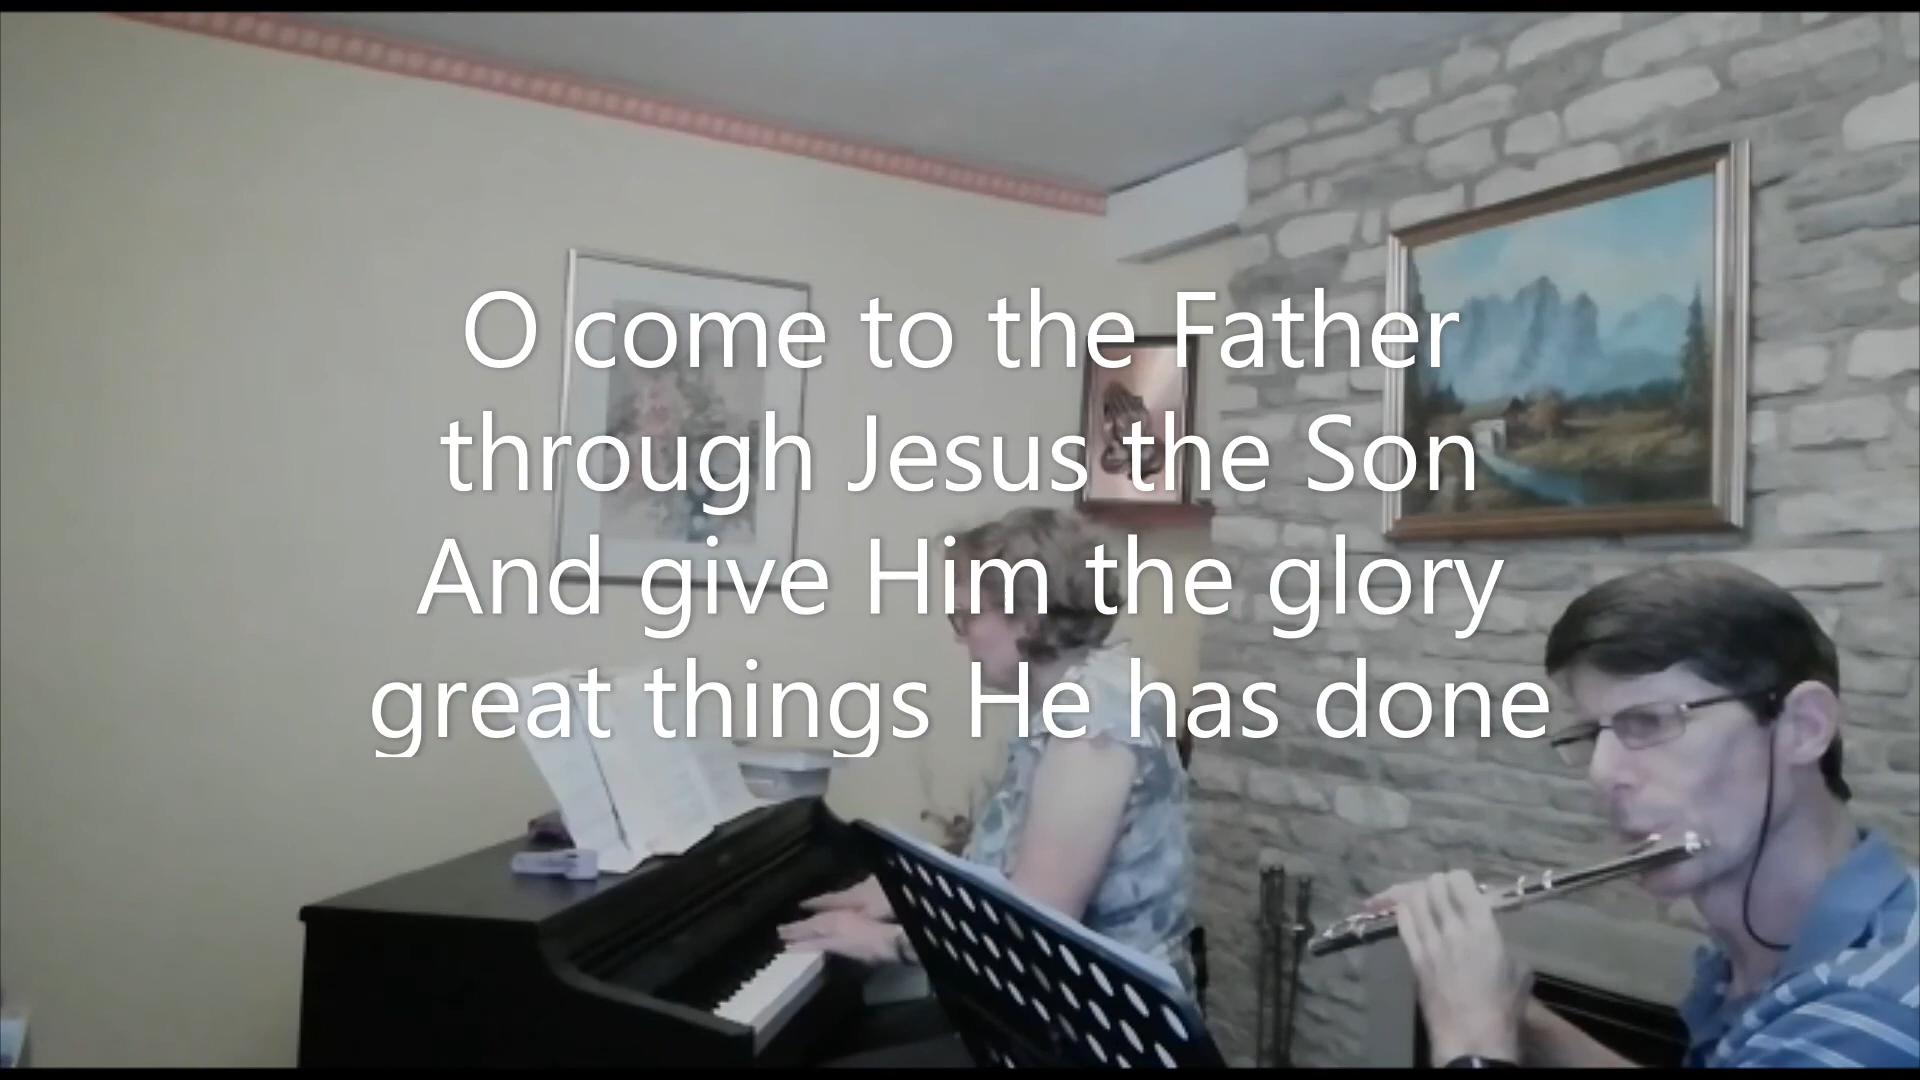 O come to the Father
through Jesus the Son
And give Him the glory
great things He has done